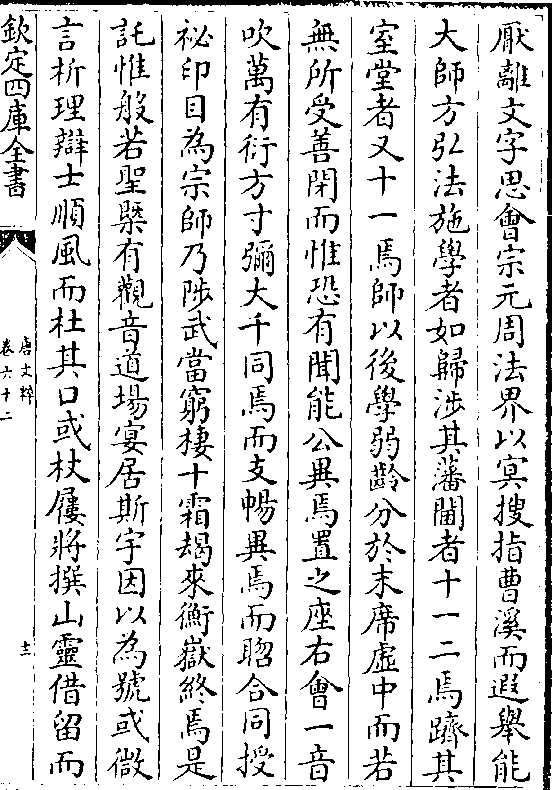 厭離文字思會宗元周法界以㝠搜指曹溪而遐舉能
大師方弘法施學者如歸涉其藩閫者十一二焉躋其
室堂者又十一焉師以後學弱齡分於末席虚中而若
無所受善閉而惟恐有聞能公異焉置之座右會一音
吹萬有衍方寸彌大千同焉而支暢異焉而脗合同授
祕印目為宗師乃陟武當窮棲十霜朅來衡嶽終焉是
託惟般若聖槩有觀音道場宴居斯宇因以為號或微
言析理辯士順風而杜其口或杖屨將撰山靈借留而
欽定四庫全書
唐文粹
卷六十二
十三